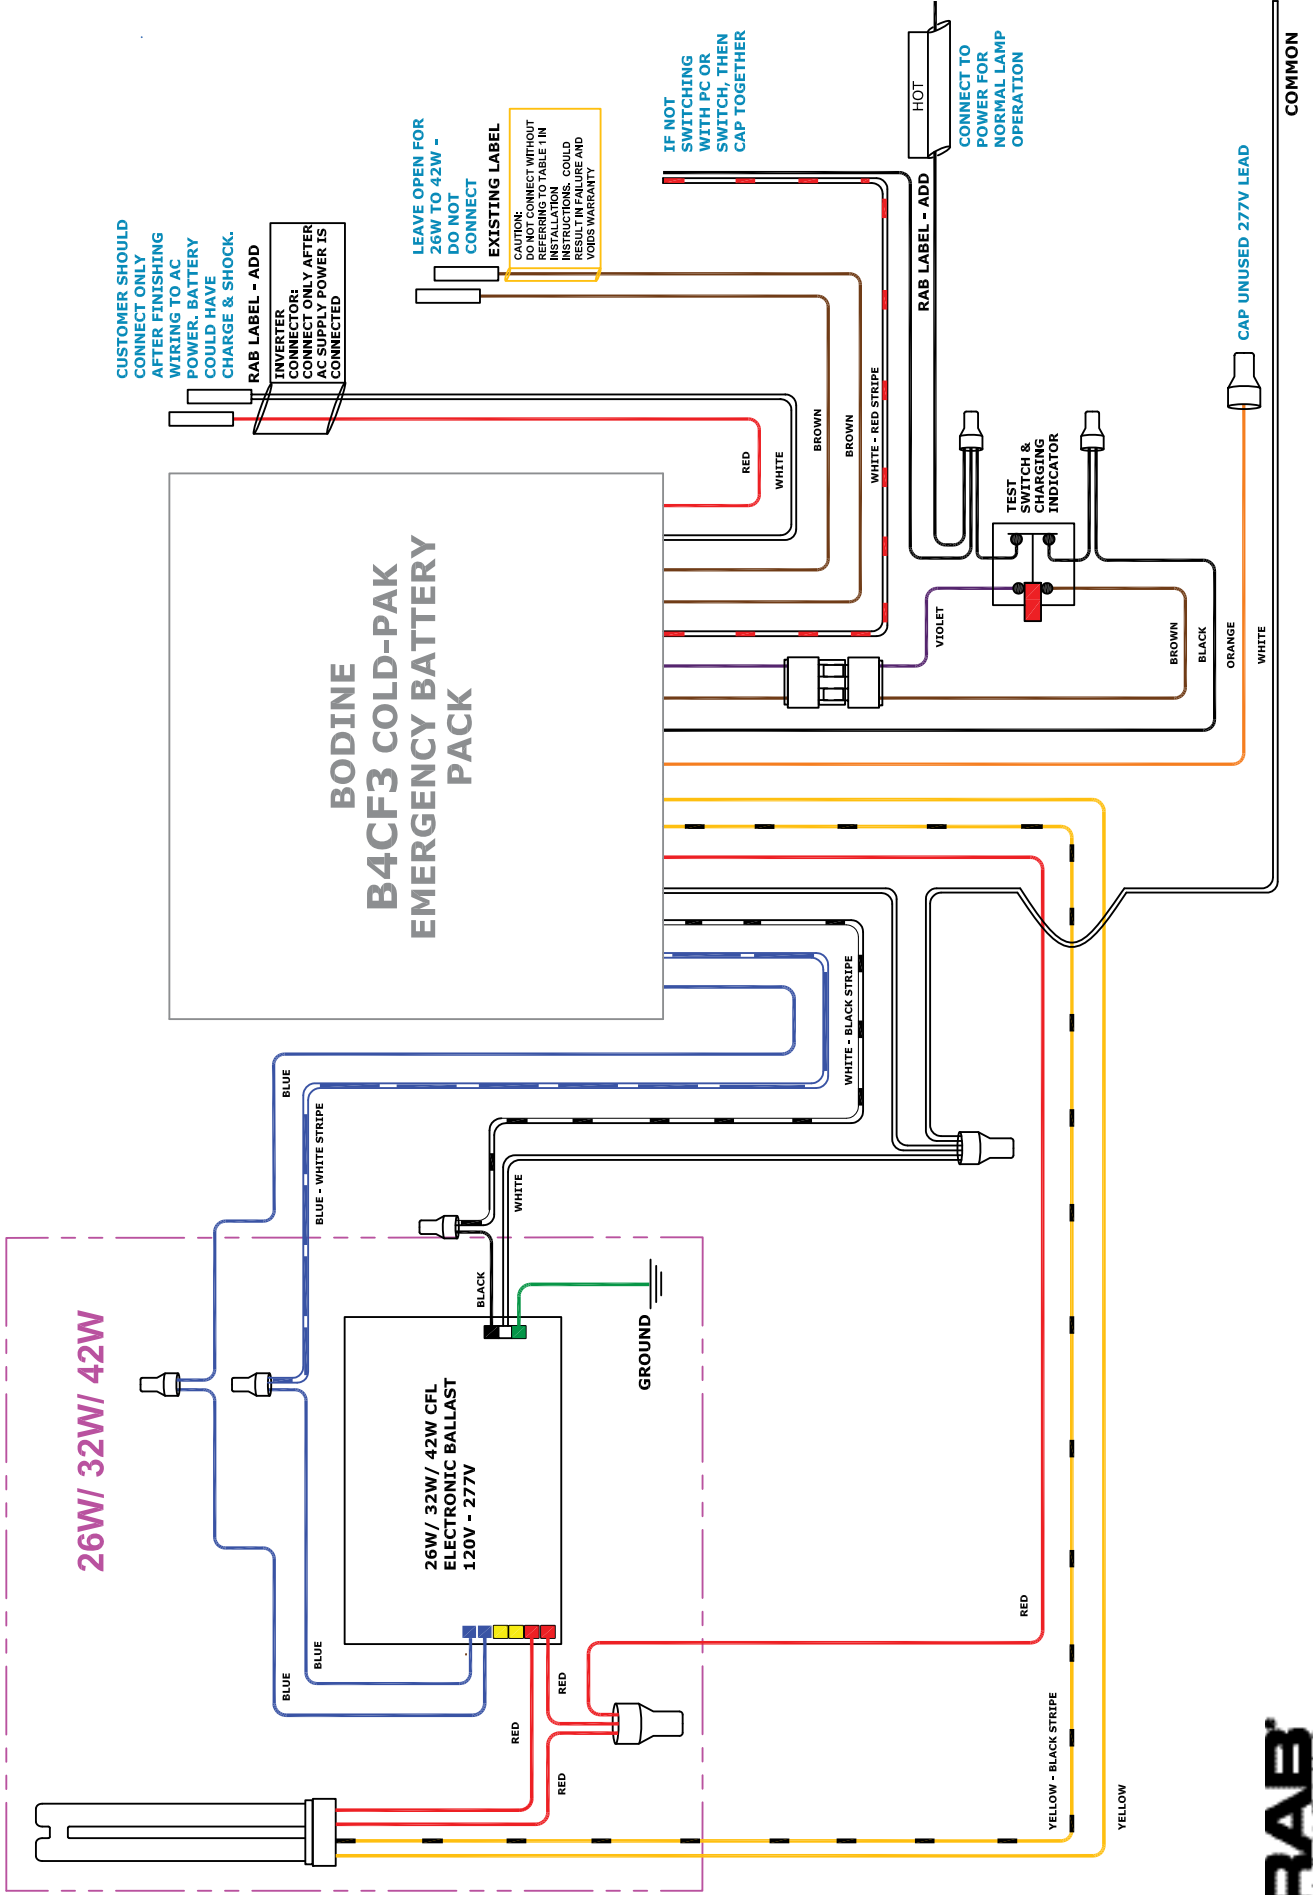 CUSTOMER SHOULD
CONNECT ONLY
AFTER FINISHING
WIRING TO AC
POWER. BATTERY
COULD HAVE
CHARGE & SHOCK.
RAB LABEL - ADD
INVERTER
CONNECTOR:
CONNECT ONLY AFTER
AC SUPPLY POWER IS
CONNECTED
LEAVE OPEN FOR
26W TO 42W -
DO NOT
CONNECT
EXISTING LABEL
CAUTION:
DO NOT CONNECT WITHOUT
REFERRING TO TABLE 1 IN
INSTALLATION
INSTRUCTIONS. COULD
RESULT IN FAILURE AND
VOIDS WARRANTY
IF NOT
SWITCHING
WITH PC OR
SWITCH, THEN
CAP TOGETHER
HOT
RAB LABEL - ADD
CONNECT TO
POWER FOR
NORMAL LAMP
OPERATION
CAP UNUSED 277V LEAD
COMMON
RED
WHITE
BROWN
BROWN
WHITE - RED STRIPE
VIOLET
TEST
SWITCH &
CHARGING
INDICATOR
BROWN
BLACK
ORANGE
WHITE
BODINE
B4CF3 COLD-PAK
EMERGENCY BATTERY
PACK
BLUE
BLUE - WHITE STRIPE
WHITE
WHITE - BLACK STRIPE
26W/ 32W/ 42W
BLACK
GROUND
26W/ 32W/ 42W CFL
ELECTRONIC BALLAST
120V - 277V
BLUE
BLUE
RED
RED
RED
RED
YELLOW - BLACK STRIPE
YELLOW
RAB®